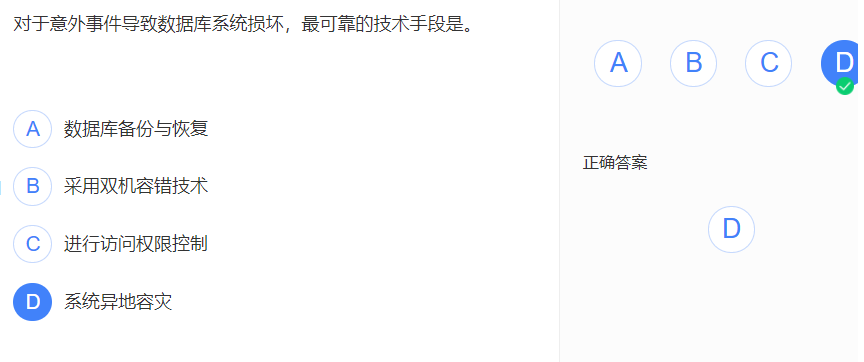 对于意外事件导致数据库系统损坏，最可靠的技术手段是。
A 数据库备份与恢复
B 采用双机容错技术
C 进行访问权限控制
D 系统异地容灾
A B C D
正确答案
D